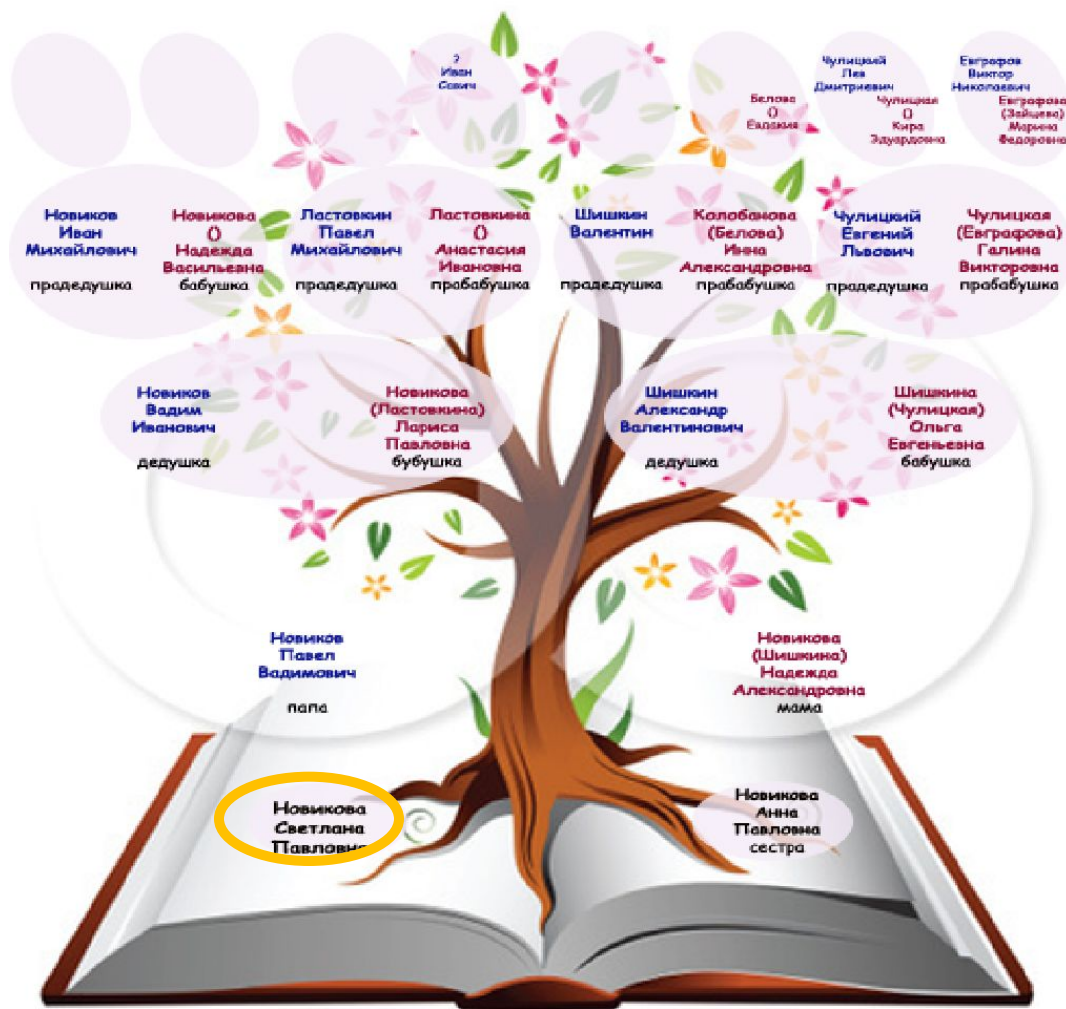 ?
Иван
Савич
Белова
()
Евдакия
Чулицкий
Лев
Дмитриевич
Чулицкая
()
Кира
Эдуардовна
Евграфов
Виктор
Николаевич
Евграфова
(Зайцева)
Марина
Федоровна
Новиков
Иван
Михайлович
прадедушка
Новикова
()
Надежда
Васильевна
бабушка
Ластовкин
Павел
Михайлович
прадедушка
Ластовкина
()
Анастасия
Ивановна
прабабушка
Шишкин
Валентин
прадедушка
Колобанова
(Белова)
Инна
Александровна
прабабушка
Чулицкий
Евгений
Львович
прадедушка
Чулицкая
(Евграфова)
Галина
Викторовна
прабабушка
Новиков
Вадим
Иванович
дедушка
Новикова
(Ластовкина)
Лариса
Павловна
бубушка
Шишкин
Александр
Валентинович
дедушка
Шишкина
(Чулицкая)
Ольга
Евгеньевна
бабушка
Новиков
Павел
Вадимович
папа
Новикова
(Шишкина)
Надежда
Александровна
мама
Новикова
Светлана
Павловна
Новикова
Анна
Павловна
сестра